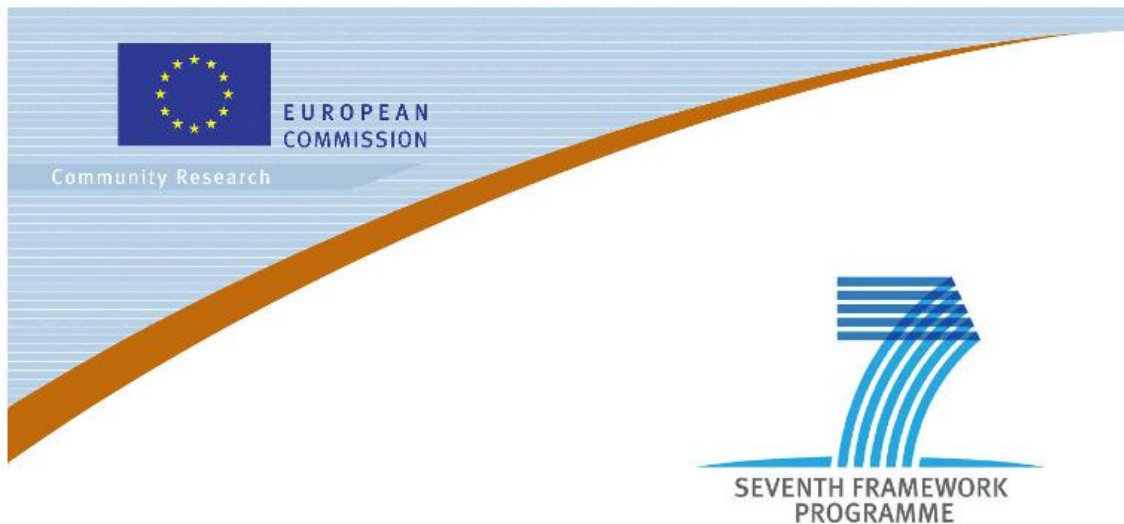 EUROPEAN
COMMISSION
Community Research
SEVENTH FRAMEWORK
PROGRAMME